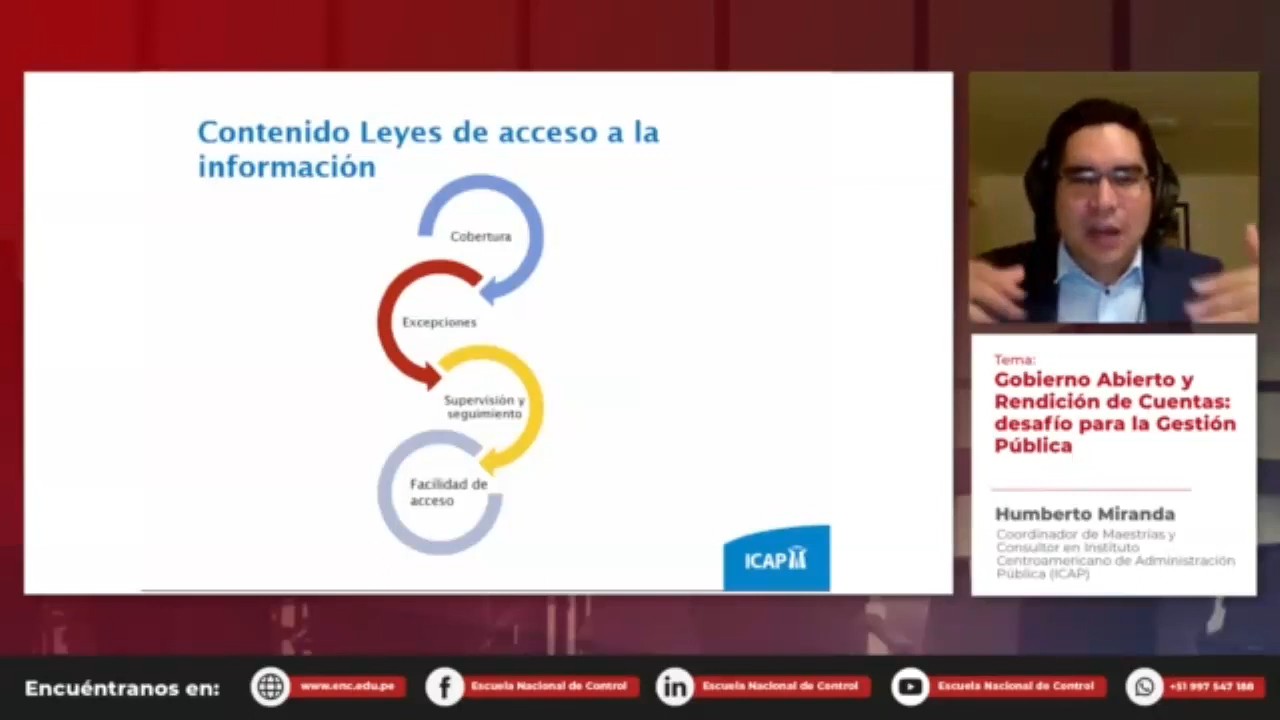 Contenido Leyes de acceso a la
información
Cobertura
Excepciones
Supervisión y
seguimiento
Facilidad de
acceso
ICAP
Tema:
Gobierno Abierto y
Rendición de Cuentas:
desafío para la Gestión
Pública
Humberto Miranda
Coordinador de Maestrías y
Consultor en Instituto
Centroamericano de Administración
Pública (ICAP)
Encuéntranos en:
www.enc.edu.pe
Escuela Nacional de Control
Escuela Nacional de Control
Escuela Nacional de Control
+51 997 547 188